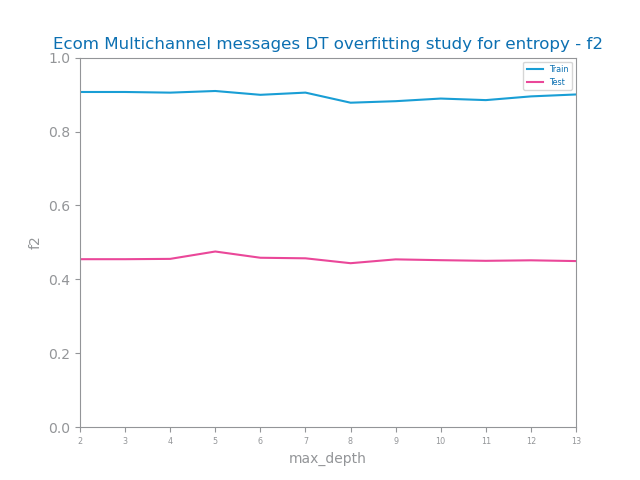 Ecom Multichannel messages DT overfitting study for entropy - f2
1.0
0.8
0.6
0.4
0.2
0.0
f2
Train
Test
2 3 4 5 6 7 8 9 10 11 12 13
max_depth